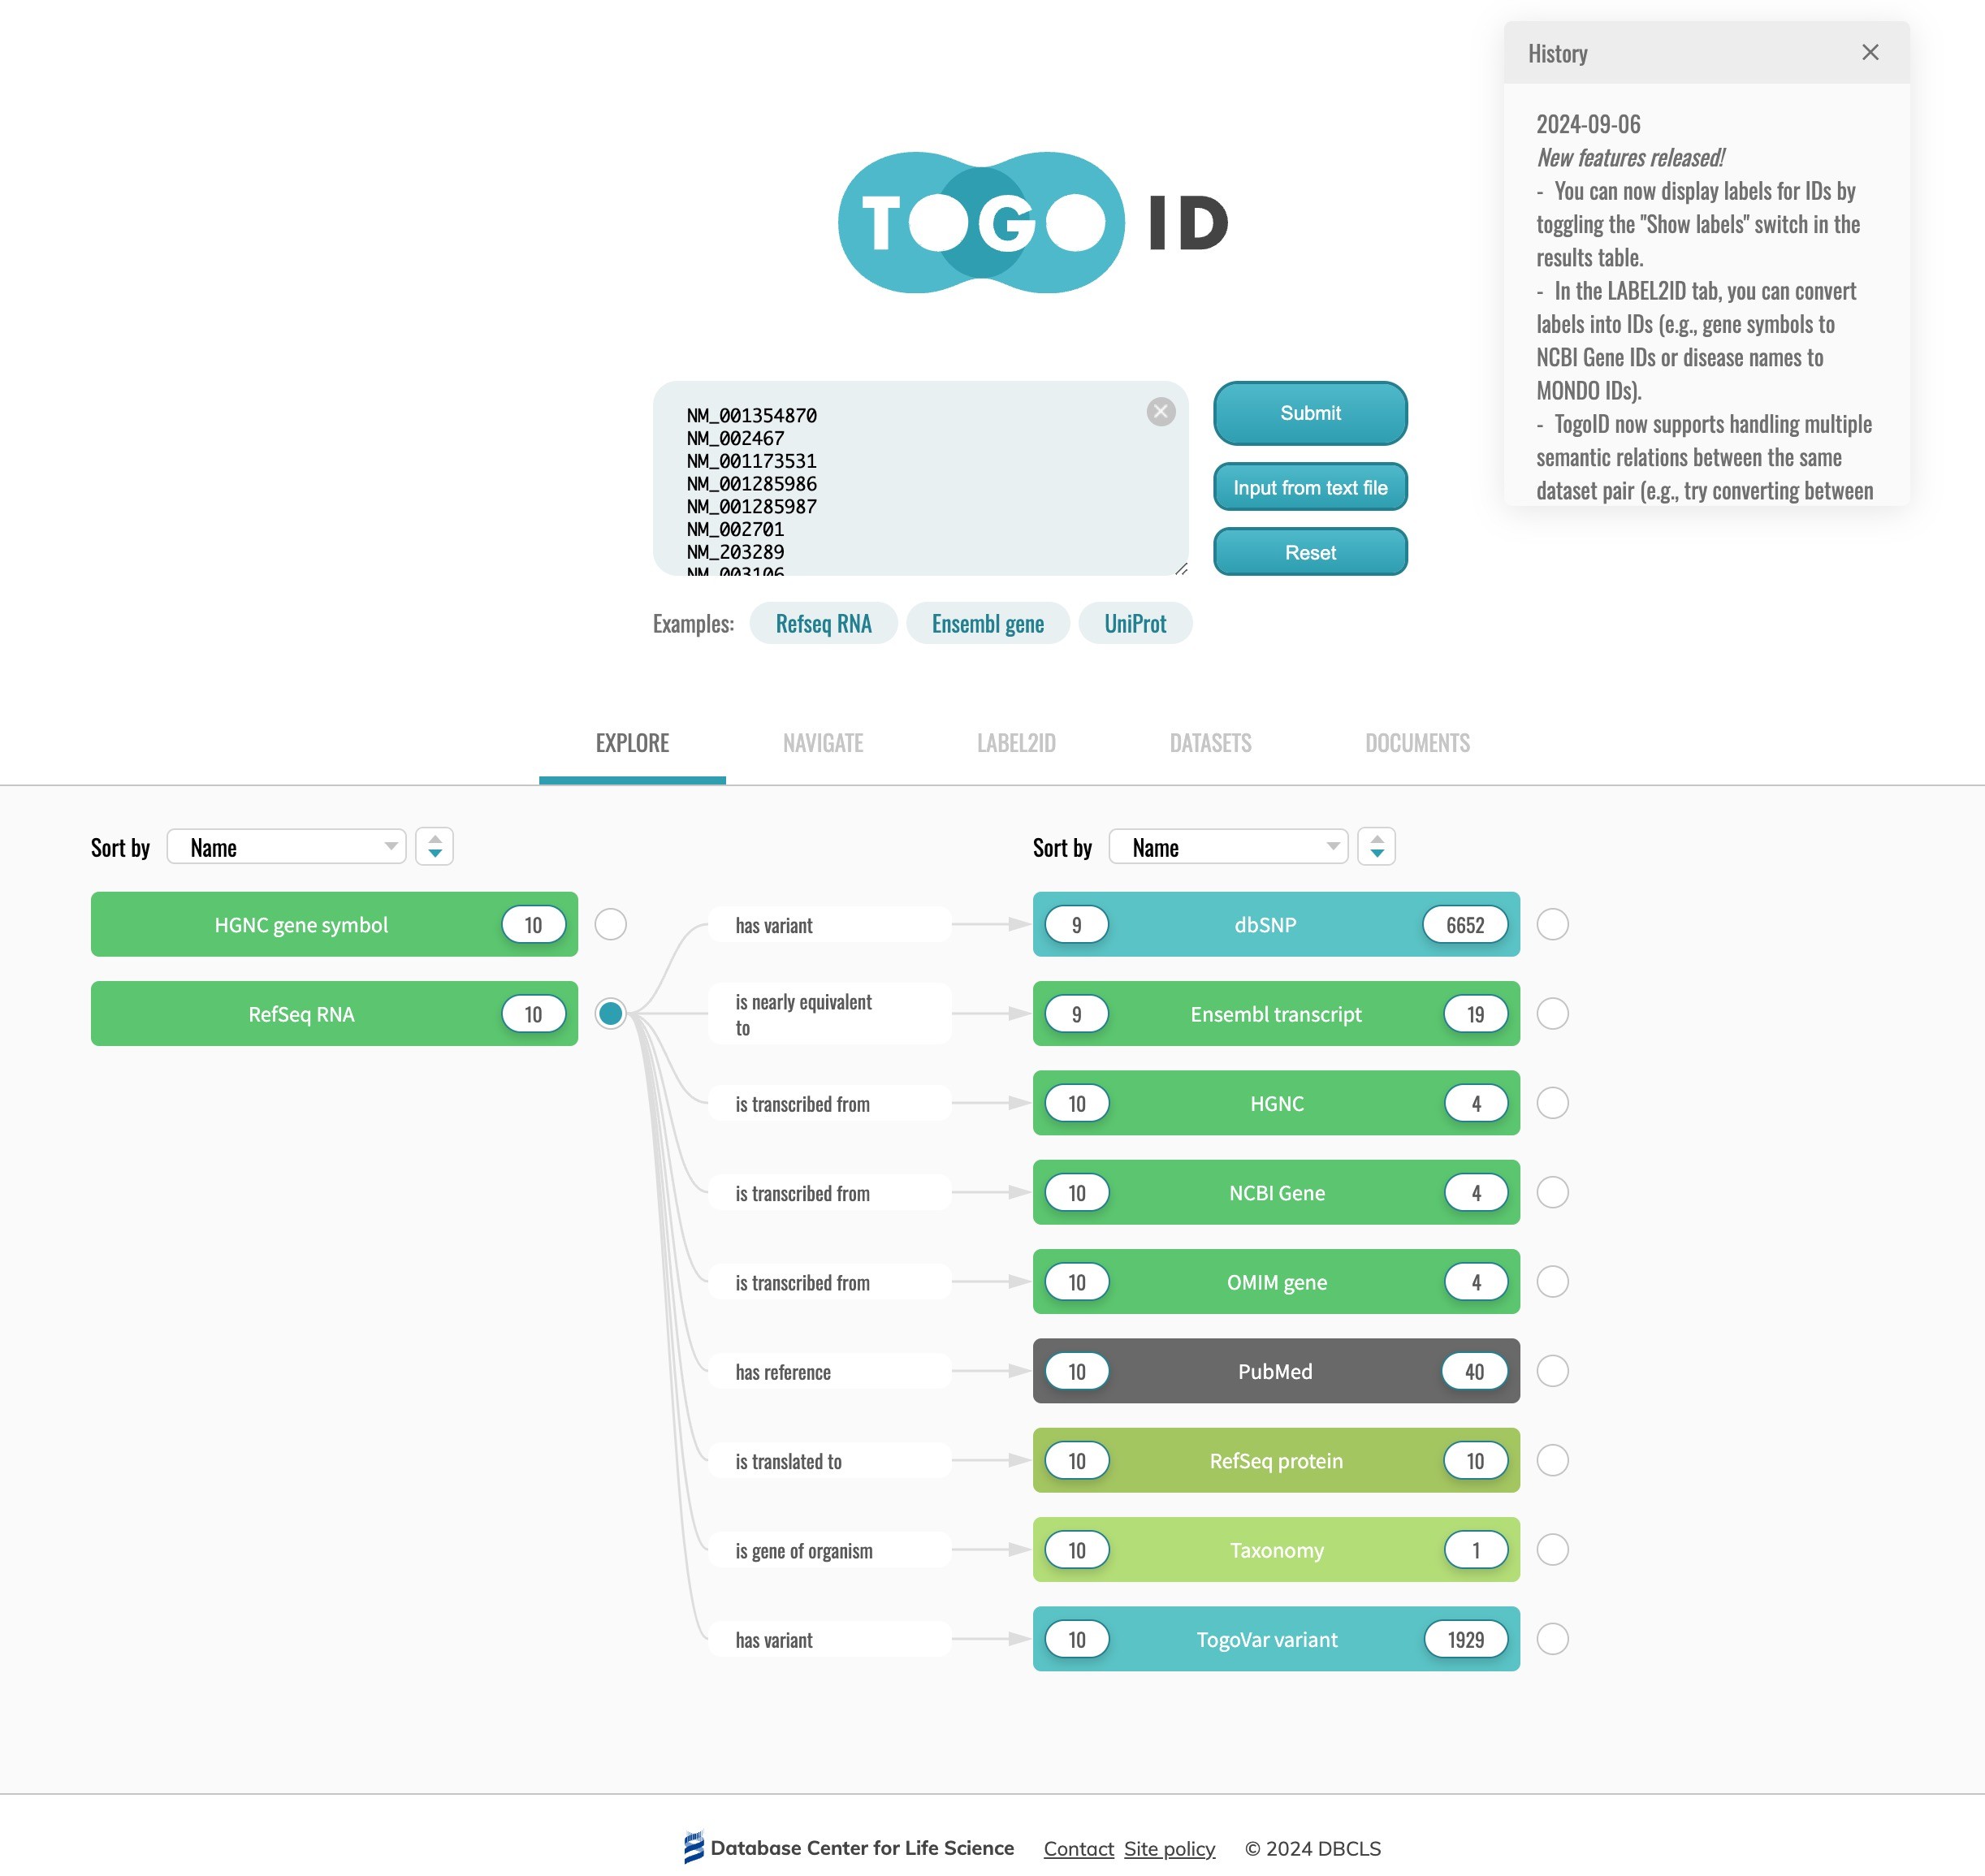 History
2024-09-06
New features released!
- You can now display labels for IDs by
toggling the "Show labels" switch in the
results table.
- In the LABEL2ID tab, you can convert
labels into IDs (e.g., gene symbols to
NCBI Gene IDs or disease names to
MONDO IDs).
- TogoID now supports handling multiple
semantic relations between the same
dataset pair (e.g., try converting between
TOGO ID
NM_001354870
NM_002467
NM_001173531
NM_001285986
NM_001285987
NM_002701
NM_203289
NM_003106
Submit
Input from text file
Reset
Examples: Refseq RNA Ensembl gene UniProt
EXPLORE NAVIGATE LABEL2ID DATASETS DOCUMENTS
Sort by Name
Sort by Name
HGNC gene symbol 10
RefSeq RNA 10
has variant 9 dbSNP 6652
is nearly equivalent
to
9 Ensembl transcript 19
is transcribed from 10 HGNC 4
is transcribed from 10 NCBI Gene 4
is transcribed from 10 OMIM gene 4
has reference 10 PubMed 40
is translated to 10 RefSeq protein 10
is gene of organism 10 Taxonomy 1
has variant 10 TogoVar variant 1929
Database Center for Life Science Contact Site policy © 2024 DBCLS